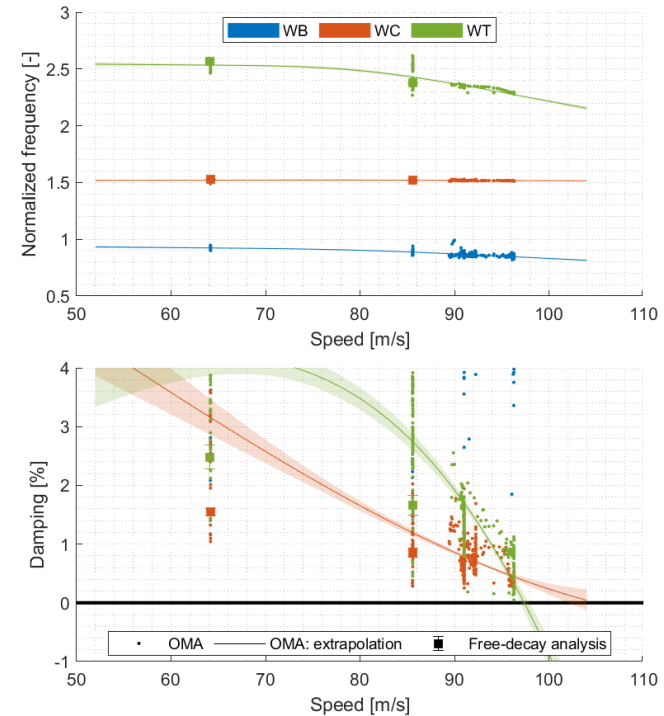 3
2.5
2
1.5
1
0.5
Normalized frequency [-]
WB WC WT
50 60 70 80 90 100 110
Speed [m/s]
4
3
2
1
0
-1
Damping [%]
OMA OMA: extrapolation Free-decay analysis
50 60 70 80 90 100 110
Speed [m/s]